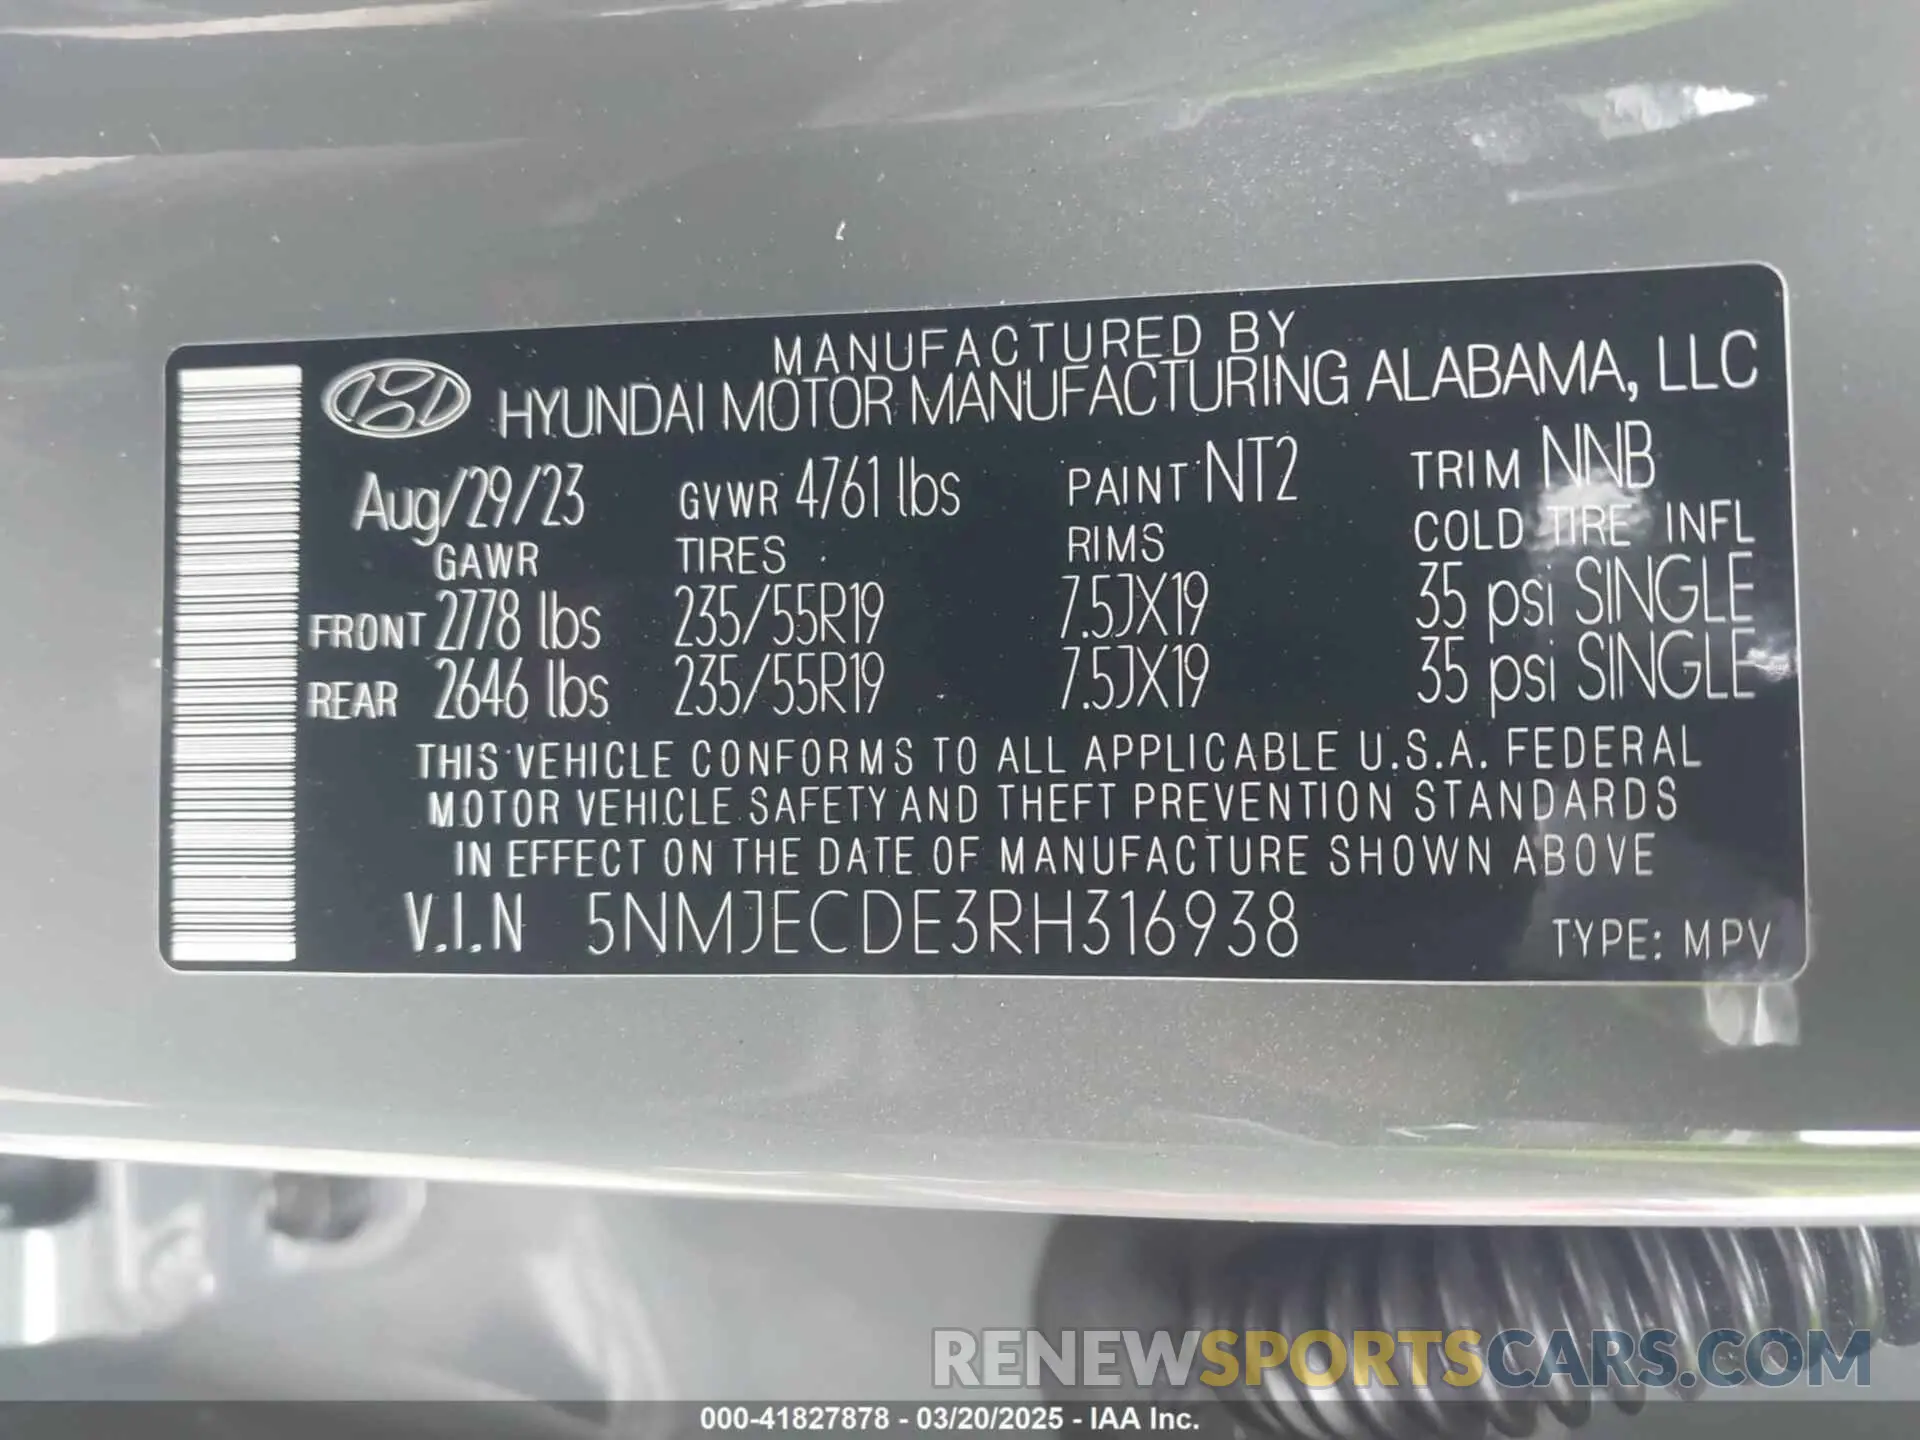 MANUFACTURED BY
HYUNDAI MOTOR MANUFACTURING ALABAMA, LLC
Aug/29/23 GVWR 4761 lbs PAINT NT2 TRIM NNB
GAWR TIRES RIMS COLD TIRE INFL
FRONT 2778 lbs 235/55R19 7.5JX19 35 psi SINGLE
REAR 2646 lbs 235/55R19 7.5JX19 35 psi SINGLE
THIS VEHICLE CONFORMS TO ALL APPLICABLE U.S.A. FEDERAL
MOTOR VEHICLE SAFETY AND THEFT PREVENTION STANDARDS
IN EFFECT ON THE DATE OF MANUFACTURE SHOWN ABOVE
V.I.N 5NMJECDE3RH316938 TYPE: MPV
RENEWSPORTSCARS.COM
000-41827878 - 03/20/2025 - IAA Inc.